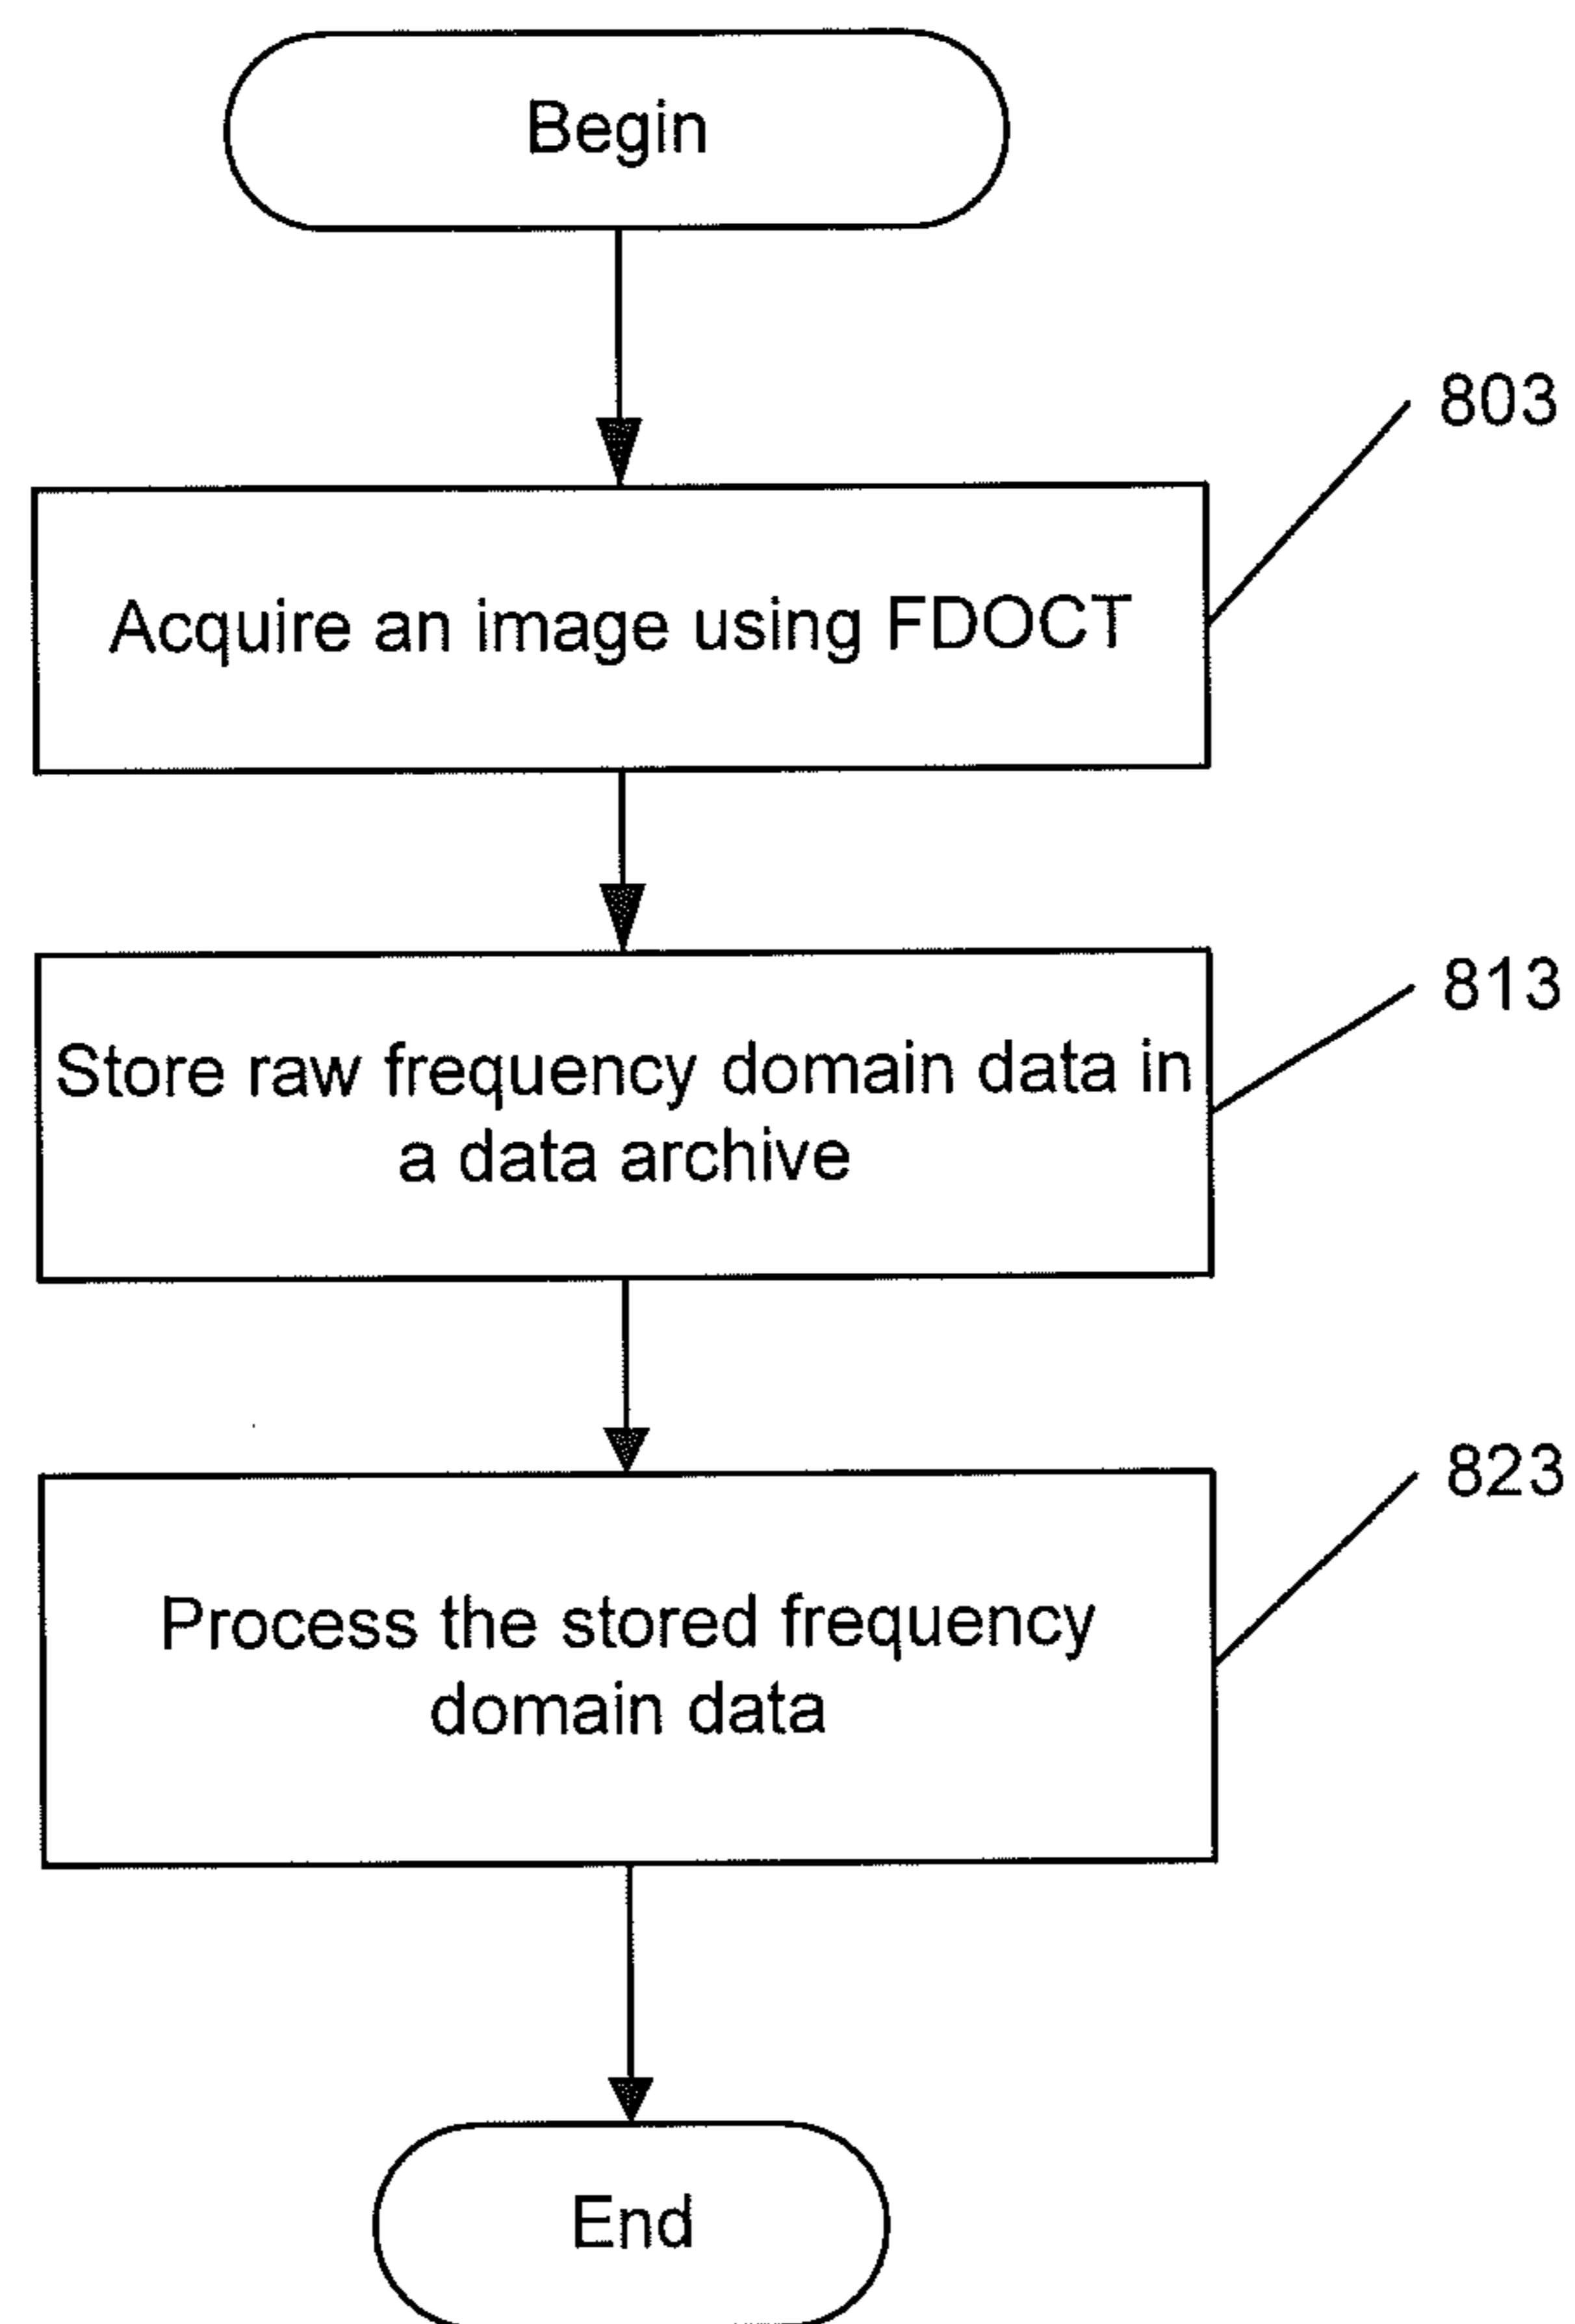 Begin
803
Acquire an image using FDOCT
813
Store raw frequency domain data in
a data archive
823
Process the stored frequency
domain data
End